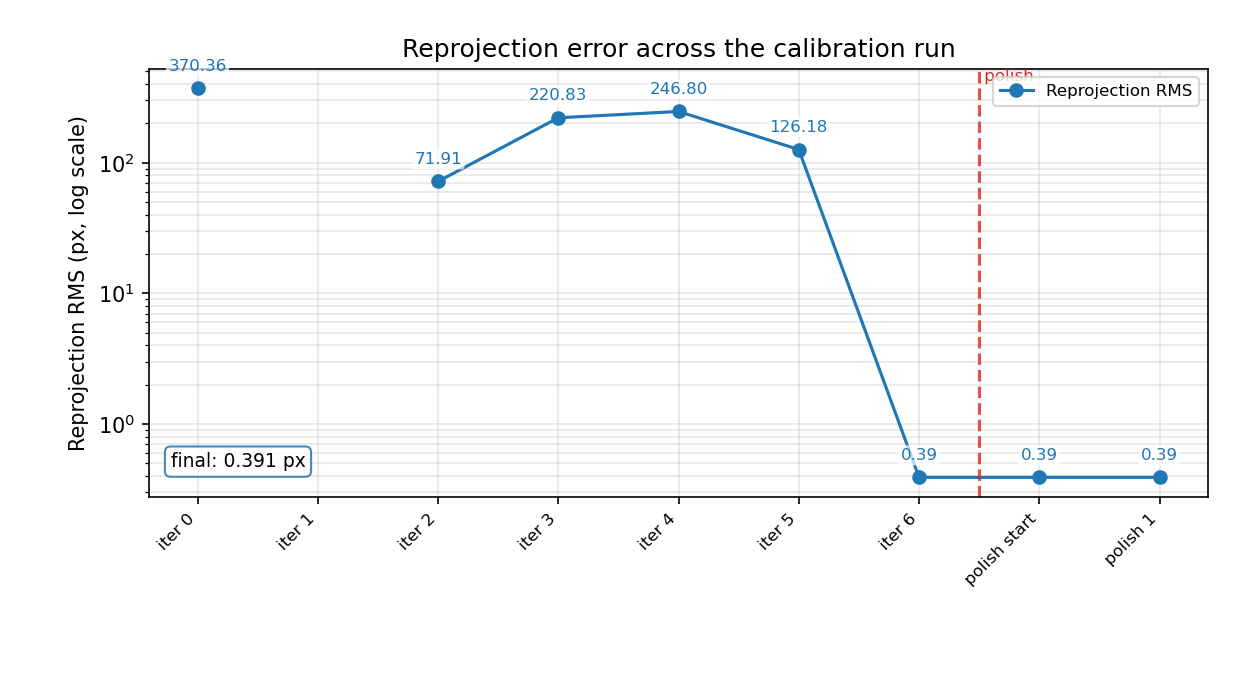 Reprojection error across the calibration run
370.36
71.91
220.83
246.80
126.18
0.39
0.39
0.39
polish
Reprojection RMS
Reprojection RMS (px, log scale)
10²
10¹
10⁰
final: 0.391 px
iter 0
iter 1
iter 2
iter 3
iter 4
iter 5
iter 6
polish start
polish 1